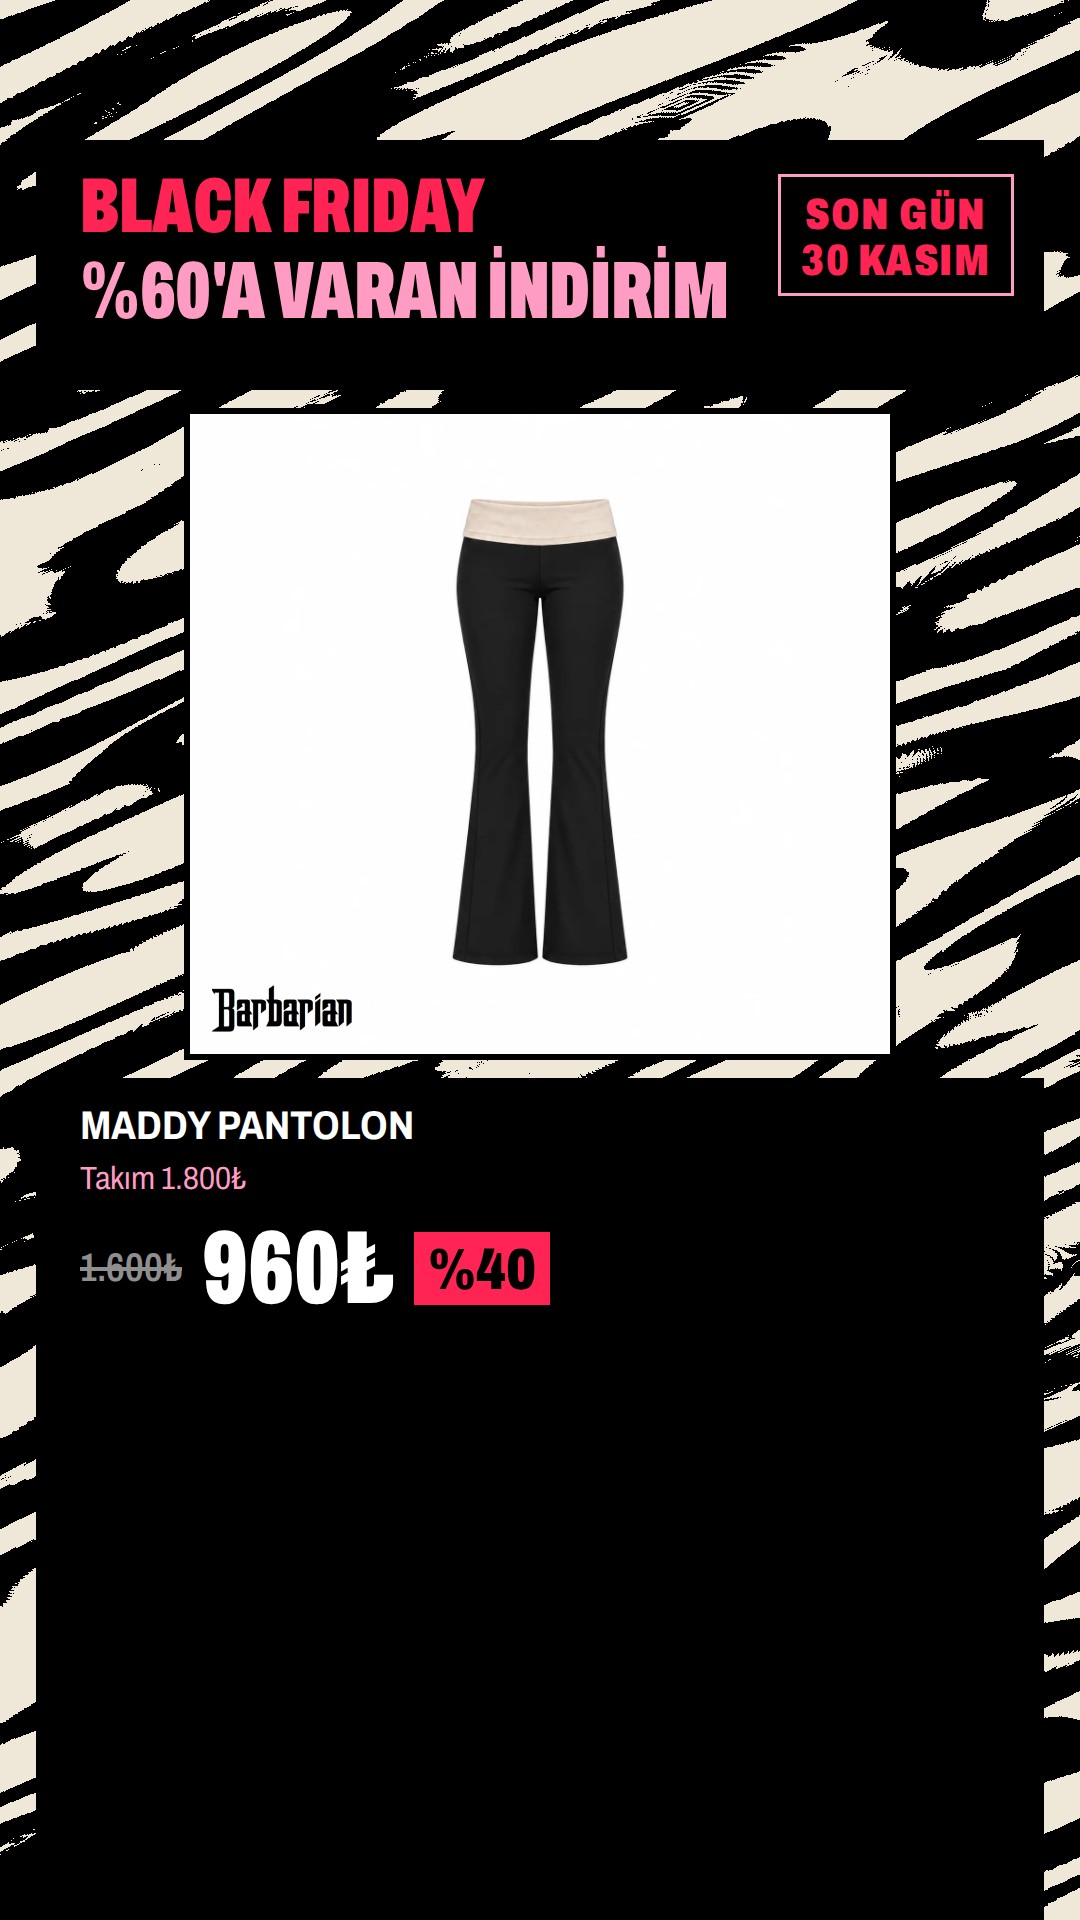 BLACK FRIDAY
%60'A VARAN İNDİRİM
SON GÜN
30 KASIM
Barbarian
MADDY PANTOLON
Takım 1.800₺
1.600₺ 960₺ %40